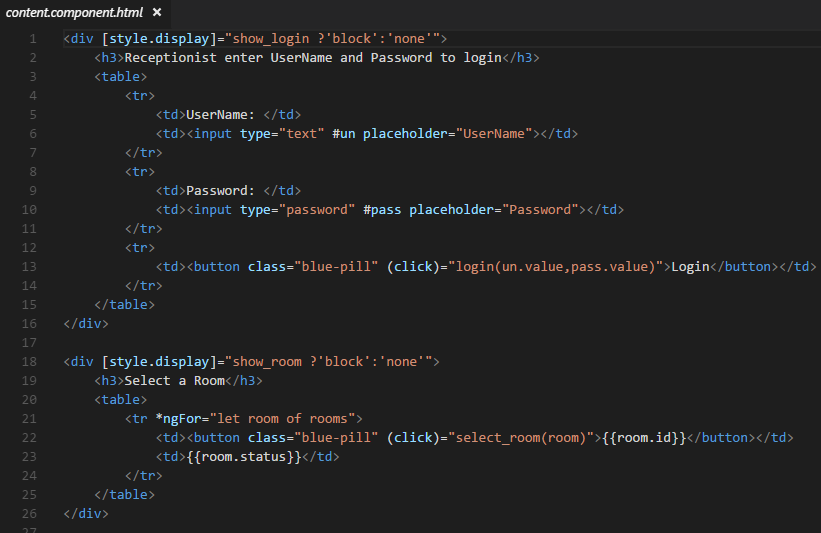 content.component.html ×
1 <div [style.display]="show_login ?'block':'none'">
2     <h3>Receptionist enter UserName and Password to login</h3>
3     <table>
4         <tr>
5             <td>UserName: </td>
6             <td><input type="text" #un placeholder="UserName"></td>
7         </tr>
8         <tr>
9             <td>Password: </td>
10             <td><input type="password" #pass placeholder="Password"></td>
11         </tr>
12         <tr>
13             <td><button class="blue-pill" (click)="login(un.value,pass.value)">Login</button></td>
14         </tr>
15     </table>
16 </div>
17
18 <div [style.display]="show_room ?'block':'none'">
19     <h3>Select a Room</h3>
20     <table>
21         <tr *ngFor="let room of rooms">
22             <td><button class="blue-pill" (click)="select_room(room)">{{room.id}}</button></td>
23             <td>{{room.status}}</td>
24         </tr>
25     </table>
26 </div>
27